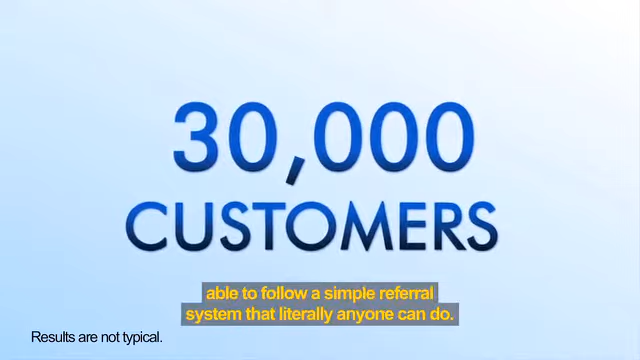 30,000
CUSTOMERS
able to follow a simple referral
system that literally anyone can do.
Results are not typical.